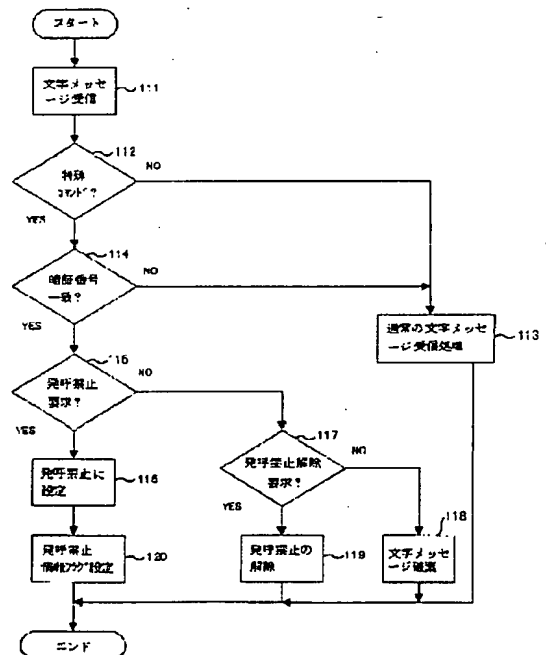 スタート
文字メッセ
ージ受信
111
112
特殊
コマンド?
NO
YES
114
暗証番号
一致?
NO
YES
通常の文字メッセ
ージ受信処理
113
115
発呼禁止
要求?
NO
YES
117
発呼禁止解除
要求?
NO
YES
発呼禁止に
設定
116
118
発呼禁止
情報フラグ設定
120
発呼禁止の
解除
119
文字メッセ
ージ破棄
エンド